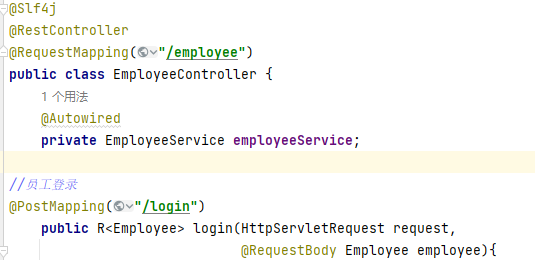 @Slf4j
@RestController
@RequestMapping("/employee")
public class EmployeeController {
1 个用法
@Autowired
private EmployeeService employeeService;
//员工登录
@PostMapping("/login")
public R<Employee> login(HttpServletRequest request,
@RequestBody Employee employee){